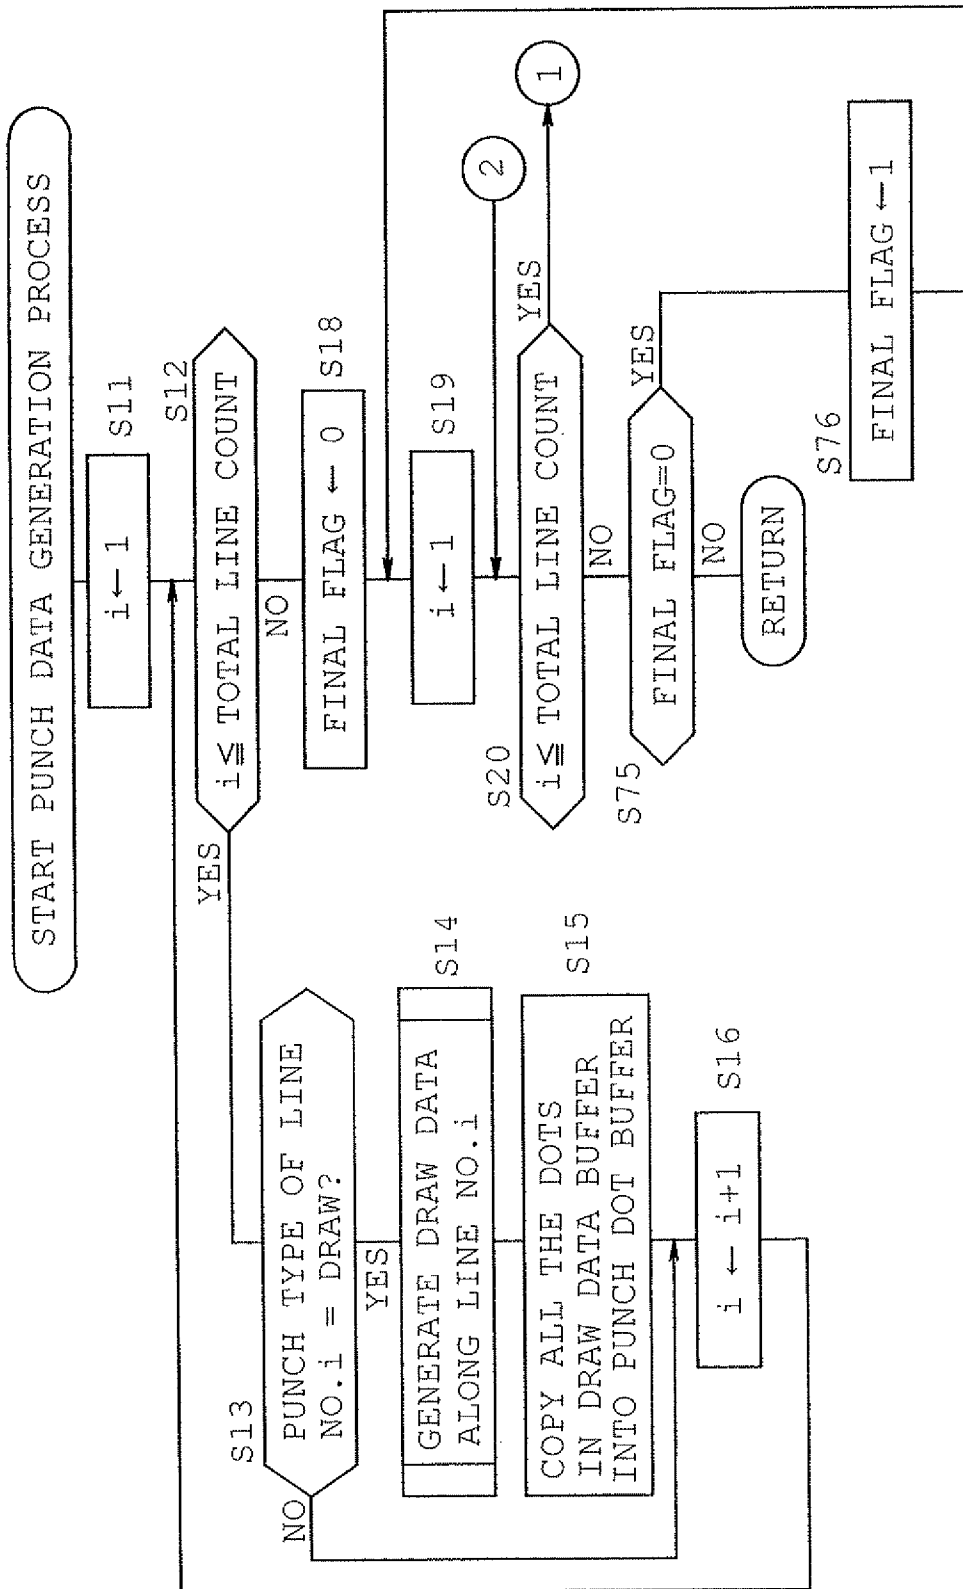 START PUNCH DATA GENERATION PROCESS
S11
i ← 1
S12
i ≦ TOTAL LINE COUNT
YES
NO
S13
PUNCH TYPE OF LINE
NO.i = DRAW?
NO
YES
S14
GENERATE DRAW DATA
ALONG LINE NO.i
S15
COPY ALL THE DOTS
IN DRAW DATA BUFFER
INTO PUNCH DOT BUFFER
S16
i ← i+1
S18
FINAL FLAG ← 0
S19
i ← 1
2
S20
i ≦ TOTAL LINE COUNT
YES
1
NO
S75
FINAL FLAG=0
YES
NO
S76
FINAL FLAG ← 1
RETURN